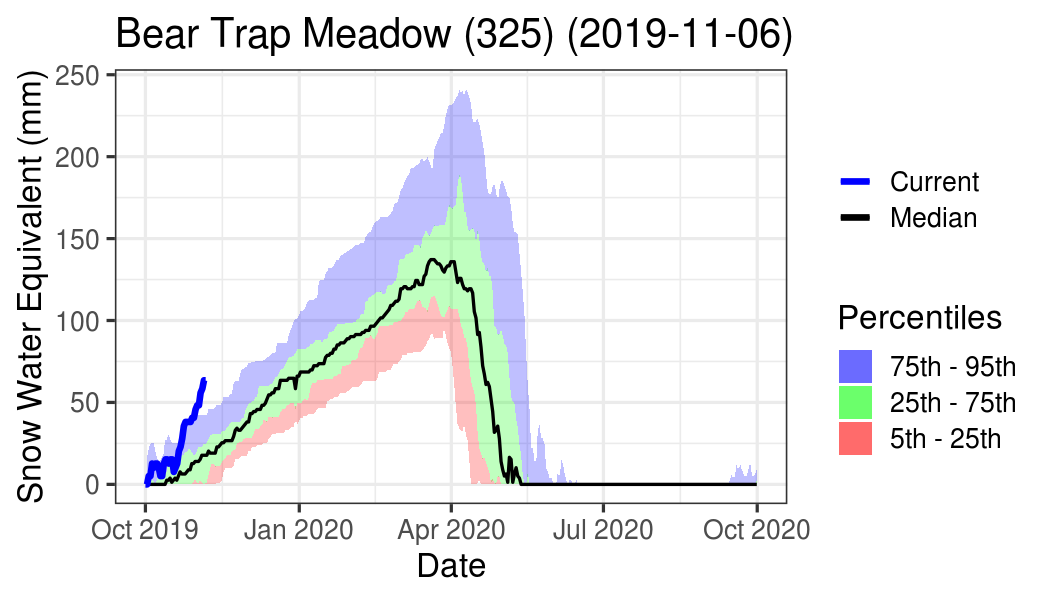 Bear Trap Meadow (325) (2019-11-06)
Snow Water Equivalent (mm)
250
200
150
100
50
0
Oct 2019
Jan 2020
Apr 2020
Jul 2020
Oct 2020
Date
Current
Median
Percentiles
75th - 95th
25th - 75th
5th - 25th